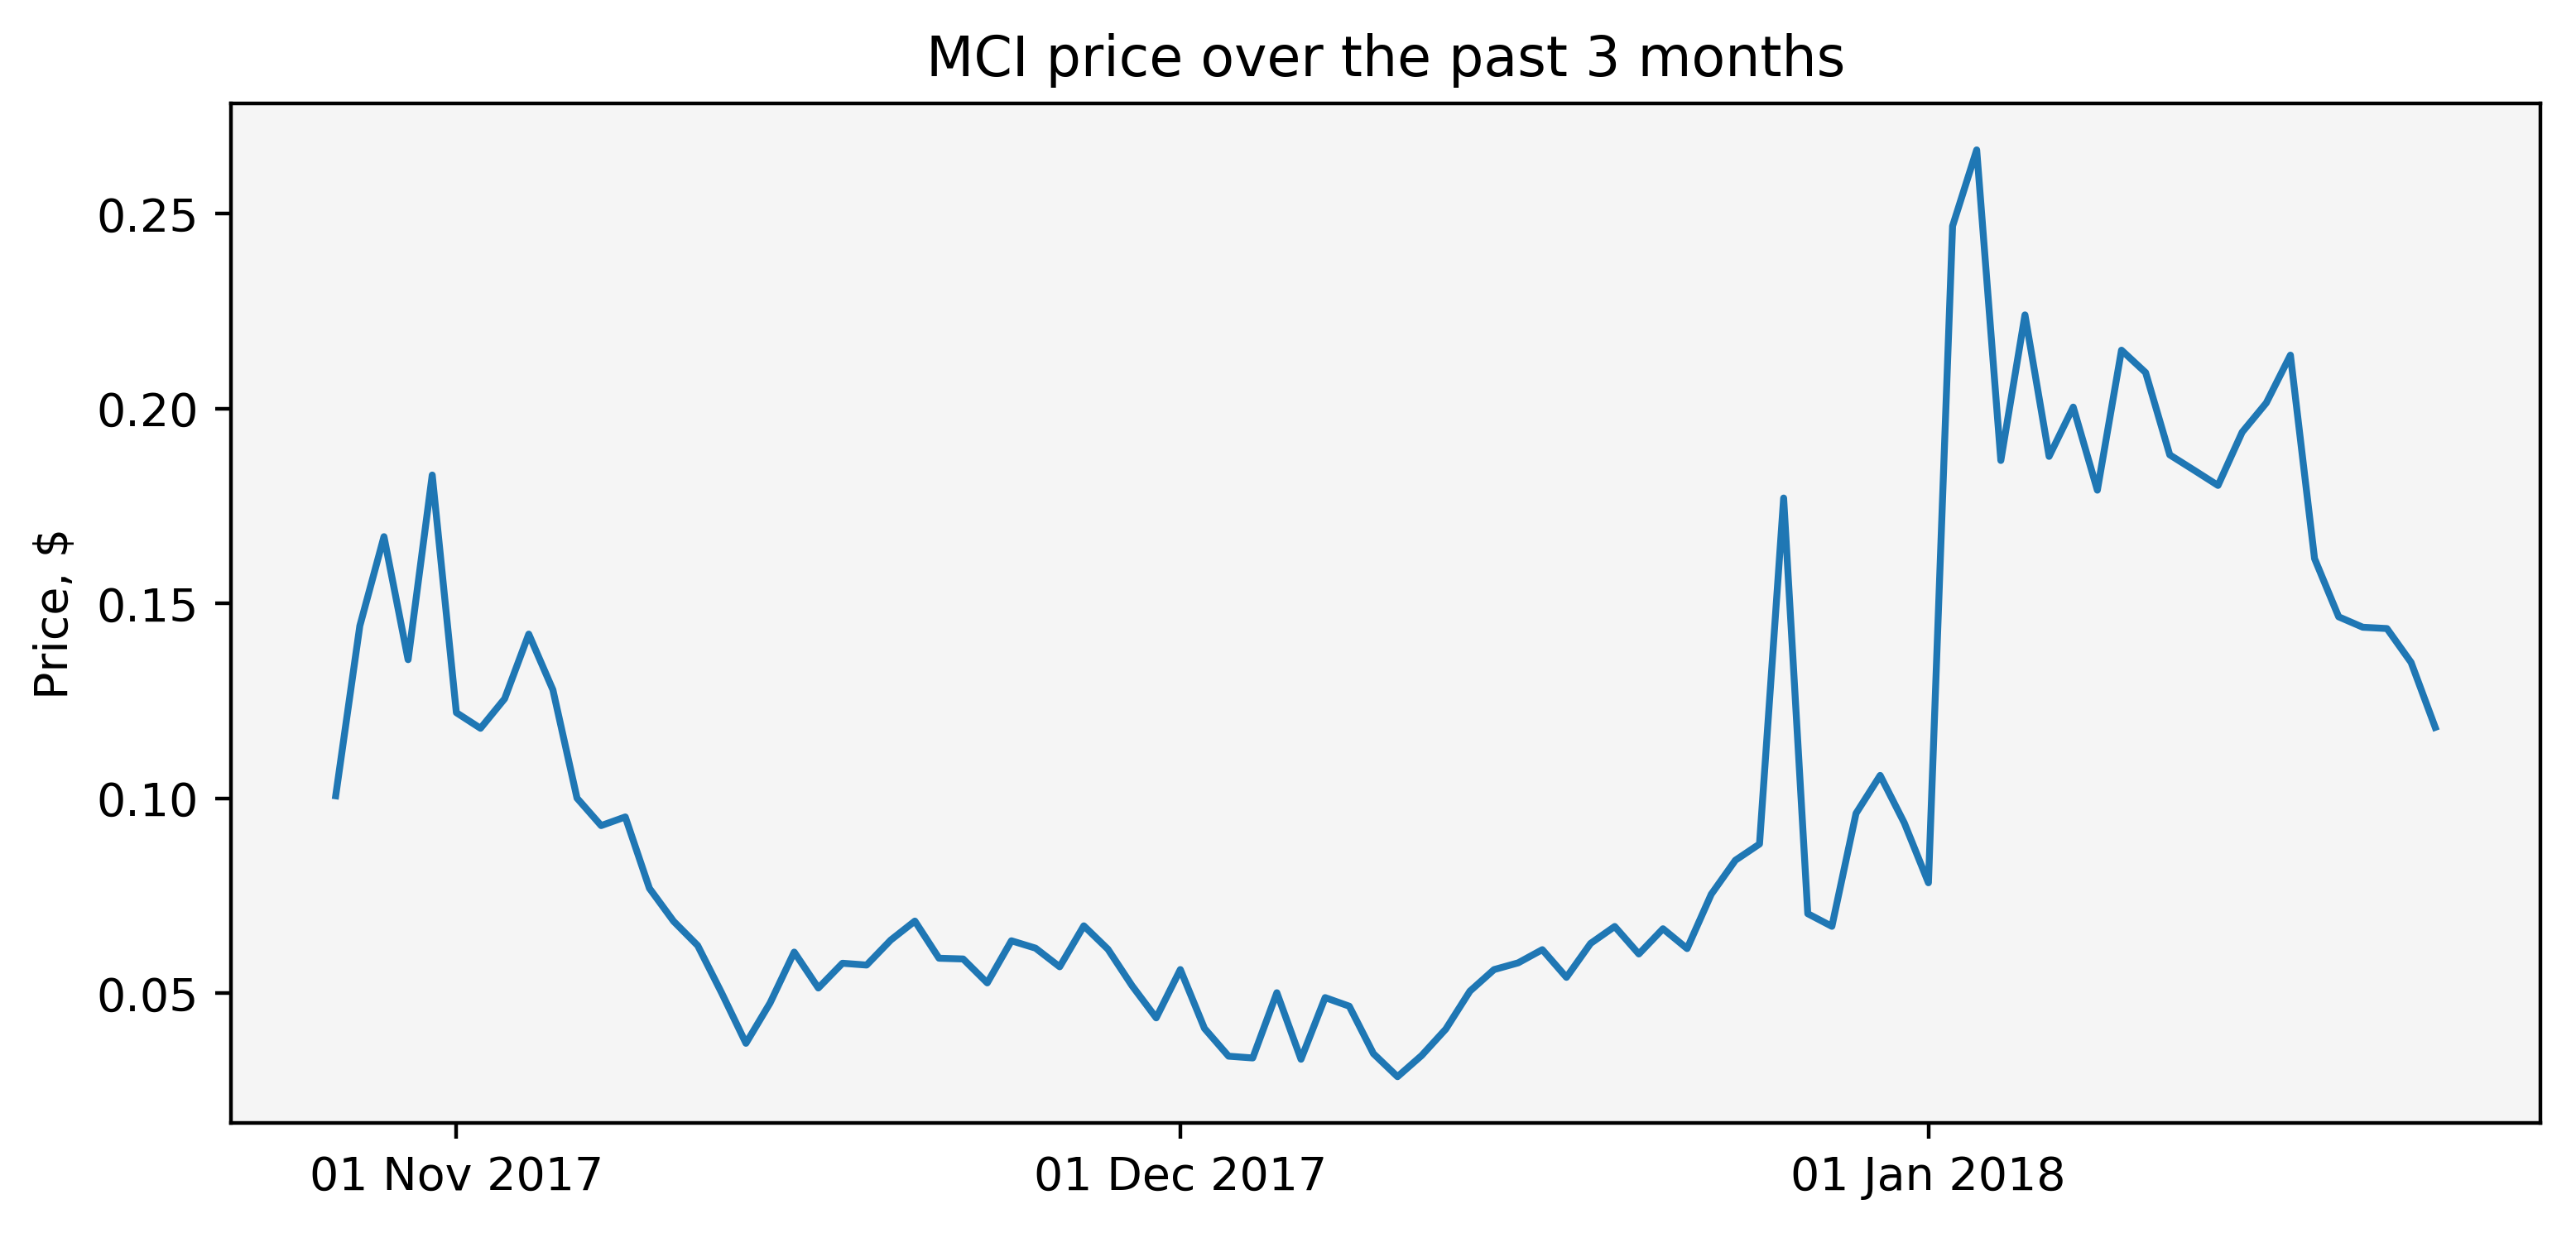 MCI price over the past 3 months
Price, $
0.25
0.20
0.15
0.10
0.05
01 Nov 2017
01 Dec 2017
01 Jan 2018